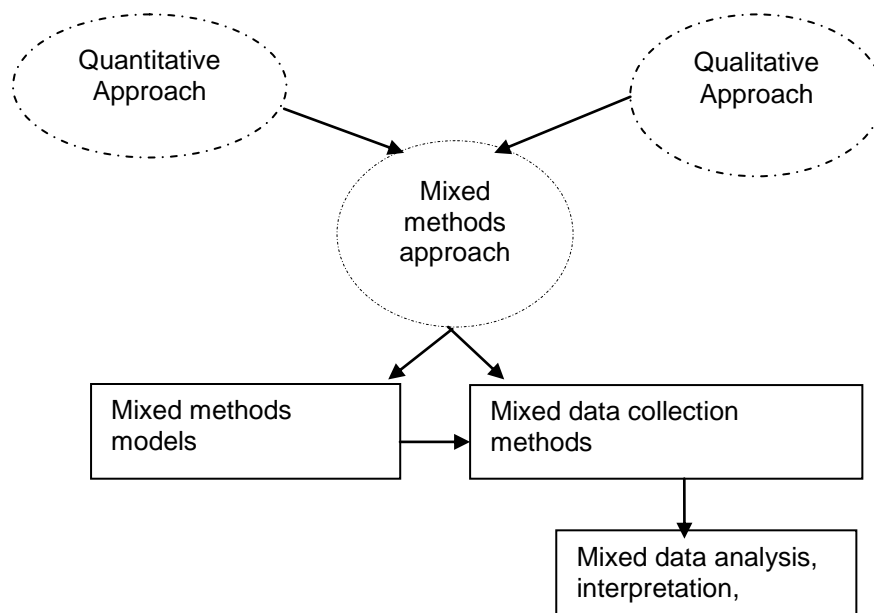 Quantitative
Approach
Qualitative
Approach
Mixed
methods
approach
Mixed methods
models
Mixed data collection
methods
Mixed data analysis,
interpretation,